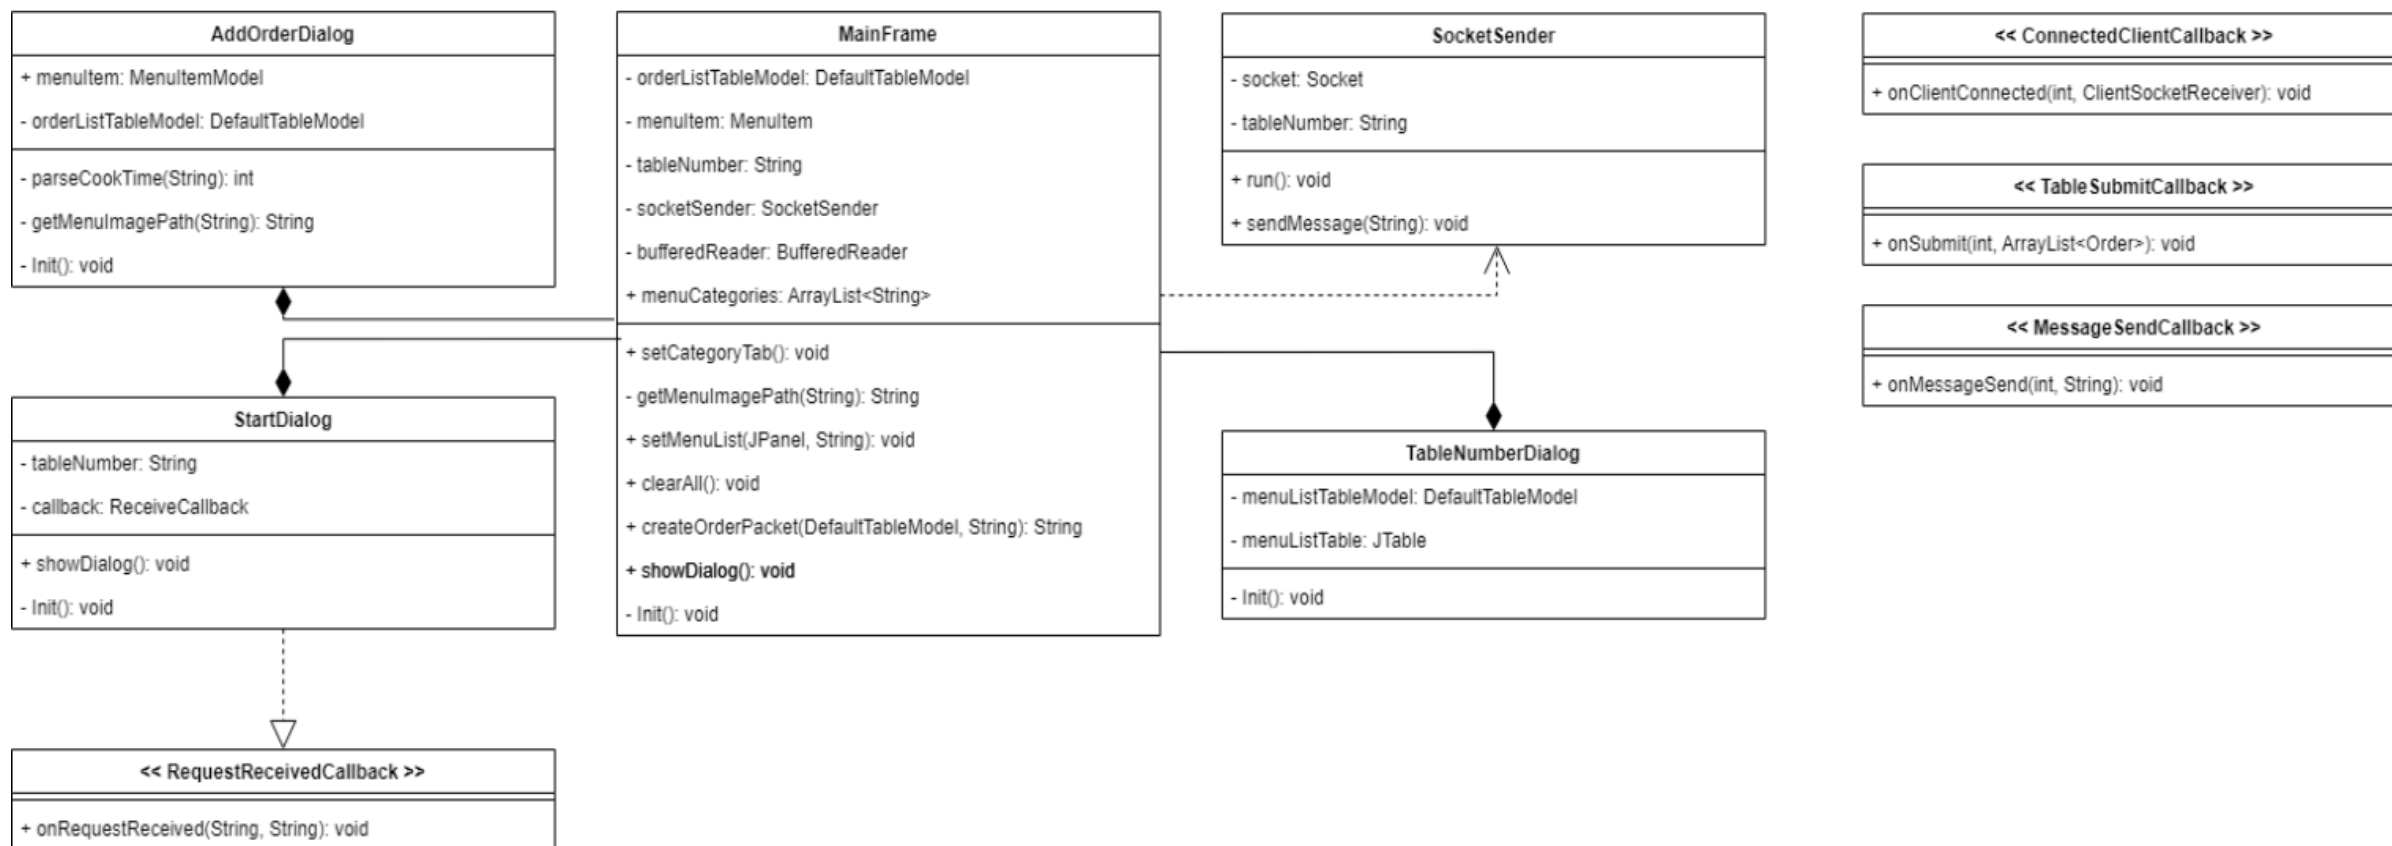 AddOrderDialog
+ menuItem: MenuItemModel
- orderListTableModel: DefaultTableModel
- parseCookTime(String): int
- getMenuImagePath(String): String
- Init(): void
StartDialog
- tableNumber: String
- callback: ReceiveCallback
+ showDialog(): void
- Init(): void
<< RequestReceivedCallback >>
+ onRequestReceived(String, String): void
MainFrame
- orderListTableModel: DefaultTableModel
- menuItem: MenuItem
- tableNumber: String
- socketSender: SocketSender
- bufferedReader: BufferedReader
+ menuCategories: ArrayList<String>
+ setCategoryTab(): void
- getMenuImagePath(String): String
+ setMenuList(JPanel, String): void
+ clearAll(): void
+ createOrderPacket(DefaultTableModel, String): String
+ showDialog(): void
- Init(): void
SocketSender
- socket: Socket
- tableNumber: String
+ run(): void
+ sendMessage(String): void
TableNumberDialog
- menuListTableModel: DefaultTableModel
- menuListTable: JTable
- Init(): void
<< ConnectedClientCallback >>
+ onClientConnected(int, ClientSocketReceiver): void
<< TableSubmitCallback >>
+ onSubmit(int, ArrayList<Order>): void
<< MessageSendCallback >>
+ onMessageSend(int, String): void